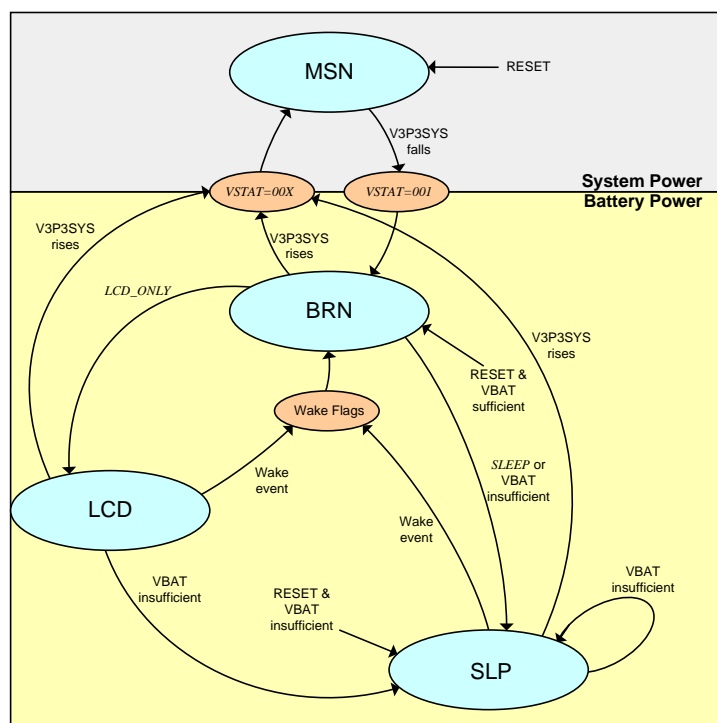 MSN
RESET
V3P3SYS
falls
VSTAT=00X
VSTAT=001
System Power
Battery Power
V3P3SYS
rises
V3P3SYS
rises
LCD_ONLY
BRN
V3P3SYS
rises
RESET &
VBAT
sufficient
Wake Flags
SLEEP or
VBAT
insufficient
Wake
event
LCD
Wake
event
VBAT
insufficient
VBAT
insufficient
RESET &
VBAT
insufficient
SLP